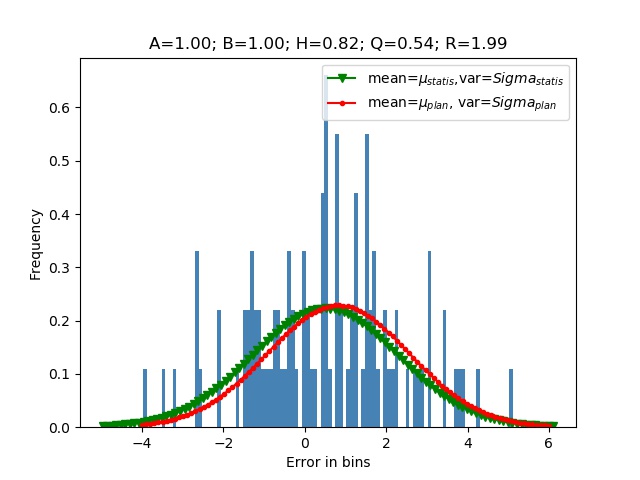 A=1.00; B=1.00; H=0.82; Q=0.54; R=1.99
mean=μstatis,var=Sigmastatis
mean=μplan, var=Sigmaplan
0.6
0.5
0.4
0.3
0.2
0.1
0.0
Frequency
−4 −2 0 2 4 6
Error in bins